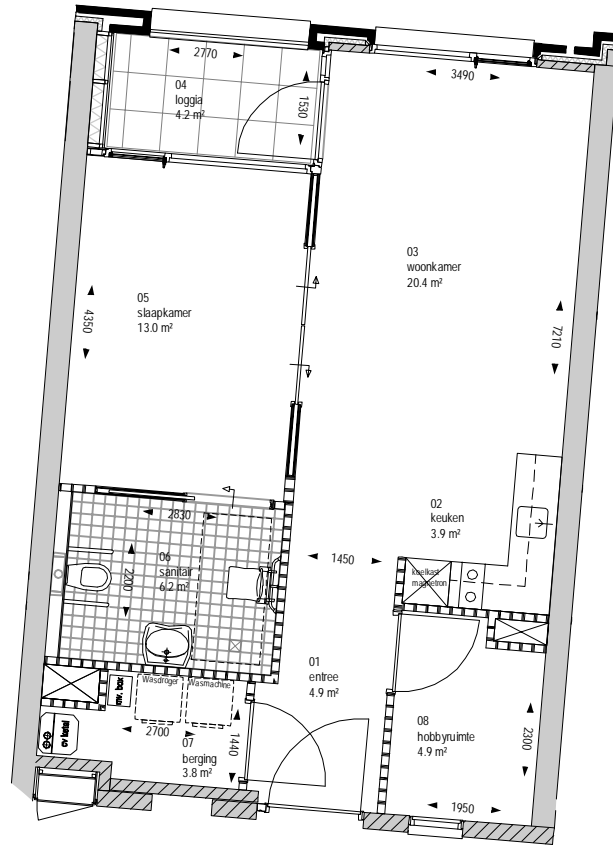 2770
04
loggia
4.2 m²
1530
3490
03
woonkamer
20.4 m²
05
slaapkamer
13.0 m²
4350
7210
02
keuken
3.9 m²
2830
06
sanitair
6.2 m²
2200
1450
koelkast
magnetron
01
entree
4.9 m²
Wasdroger
Wasmachine
inv. box
cv ketel
2700
07
berging
3.8 m²
1440
08
hobbyruimte
4.9 m²
2300
1950